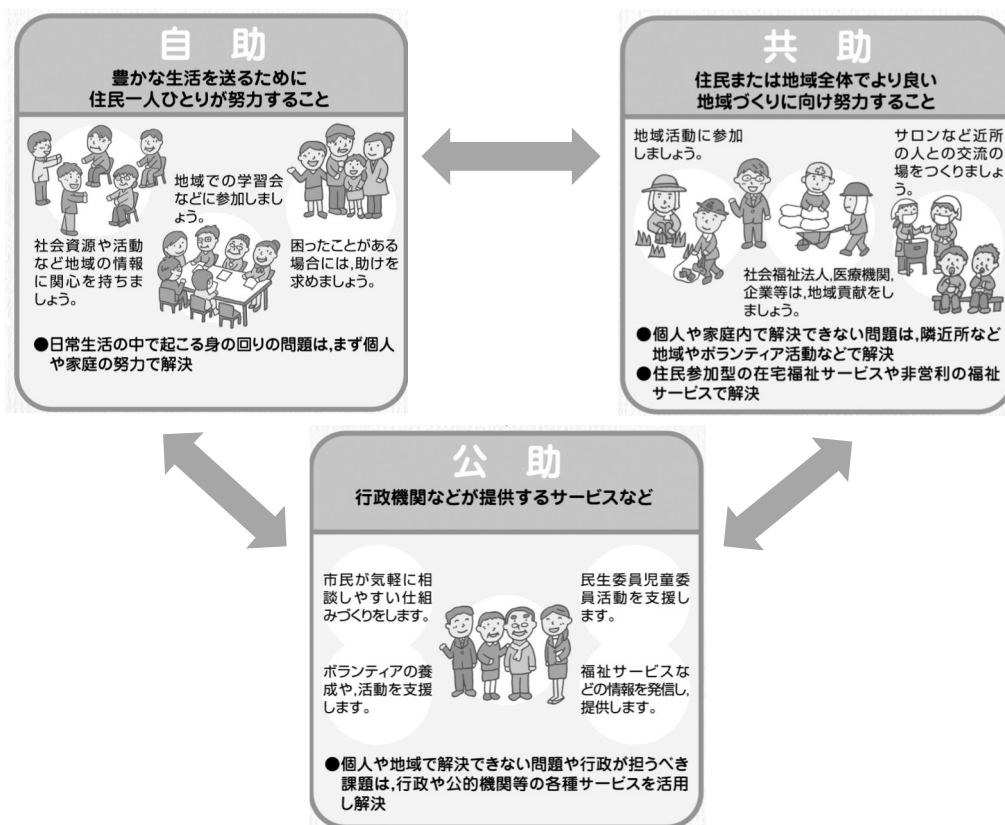 自 助
豊かな生活を送るために
住民一人ひとりが努力すること
地域での学習会
などに参加しまし
ょう。
社会資源や活動
など地域の情報
に関心を持ちま
しょう。
困ったことがある
場合には,助けを
求めましょう。
●日常生活の中で起こる身の回りの問題は,まず個人
や家庭の努力で解決
共 助
住民または地域全体でより良い
地域づくりに向け努力すること
地域活動に参加
しましょう。
サロンなど近所
の人との交流の
場をつくりましょ
う。
社会福祉法人,医療機関,
企業等は,地域貢献をし
ましょう。
●個人や家庭内で解決できない問題は,隣近所など
地域やボランティア活動などで解決
●住民参加型の在宅福祉サービスや非営利の福祉
サービスで解決
公 助
行政機関などが提供するサービスなど
市民が気軽に相
談しやすい仕組
みづくりをします。
民生委員児童委
員活動を支援し
ます。
ボランティアの養
成や,活動を支援
します。
福祉サービスな
どの情報を発信し,
提供します。
●個人や地域で解決できない問題や行政が担うべき
課題は,行政や公的機関等の各種サービスを活用
し解決